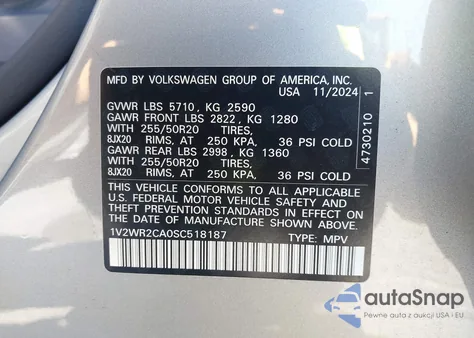 MFD BY VOLKSWAGEN GROUP OF AMERICA, INC.
USA 11/2024
GVWR LBS 5710, KG 2590
GAWR FRONT LBS 2822, KG 1280
WITH 255/50R20 TIRES,
8JX20 RIMS, AT 250 KPA, 36 PSI COLD
GAWR REAR LBS 2998, KG 1360
WITH 255/50R20 TIRES,
8JX20 RIMS, AT 250 KPA, 36 PSI COLD
THIS VEHICLE CONFORMS TO ALL APPLICABLE
U.S. FEDERAL MOTOR VEHICLE SAFETY AND
THEFT PREVENTION STANDARDS IN EFFECT ON
THE DATE OF MANUFACTURE SHOWN ABOVE.
1V2WR2CA0SC518187 TYPE: MPV
4730210 1
autoSnap
Pewne auta z aukcji USA i EU